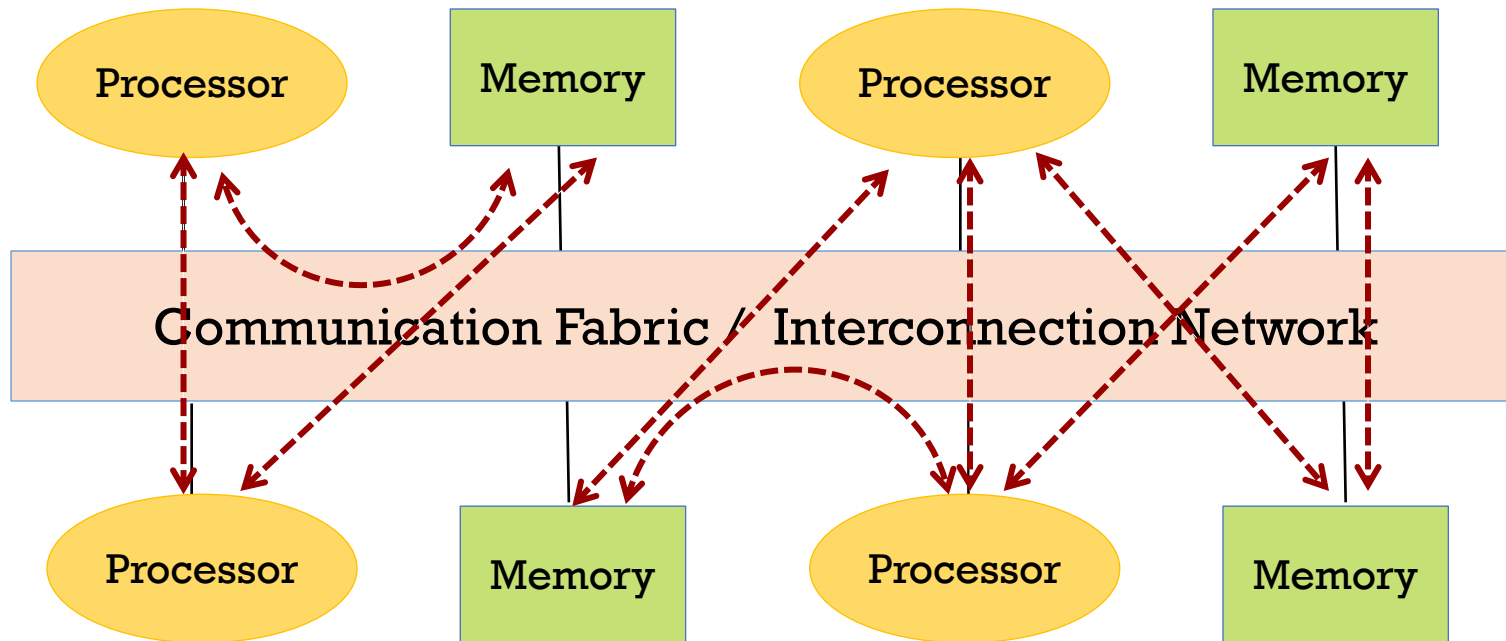 Processor
Memory
Processor
Memory
Communication Fabric / Interconnection Network
Processor
Memory
Processor
Memory